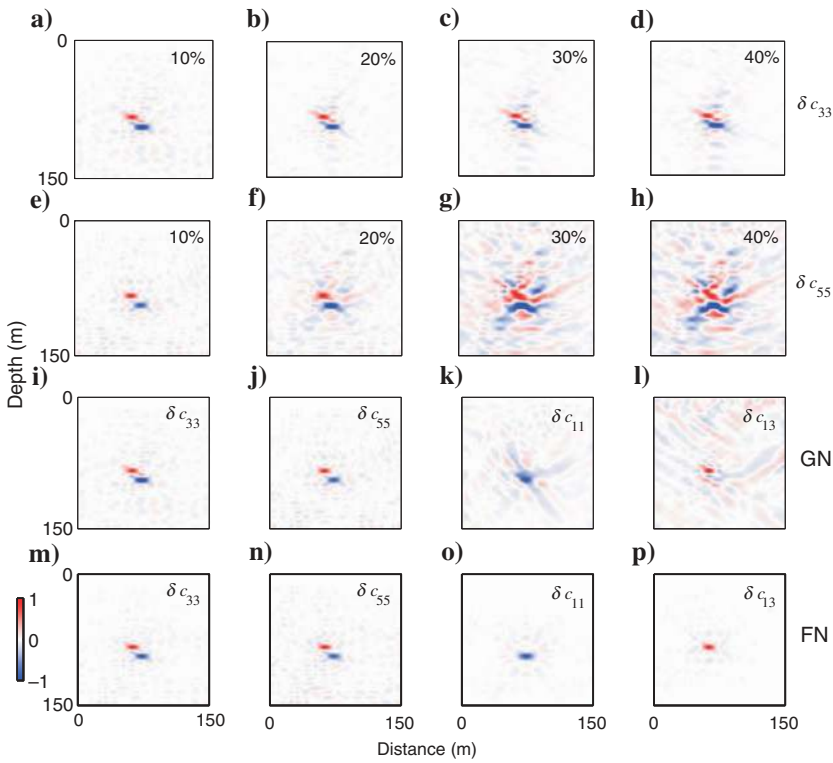 a) b) c) d)
0 10% 20% 30% 40%
δ c33
150
e) f) g) h)
0 10% 20% 30% 40%
δ c55
150
i) j) k) l)
0 δ c33 δ c55 δ c11 δ c13
GN
150
m) n) o) p)
0 δ c33 δ c55 δ c11 δ c13
1
0
−1
FN
150
0 150 0 150 0 150 0 150
Depth (m)
Distance (m)